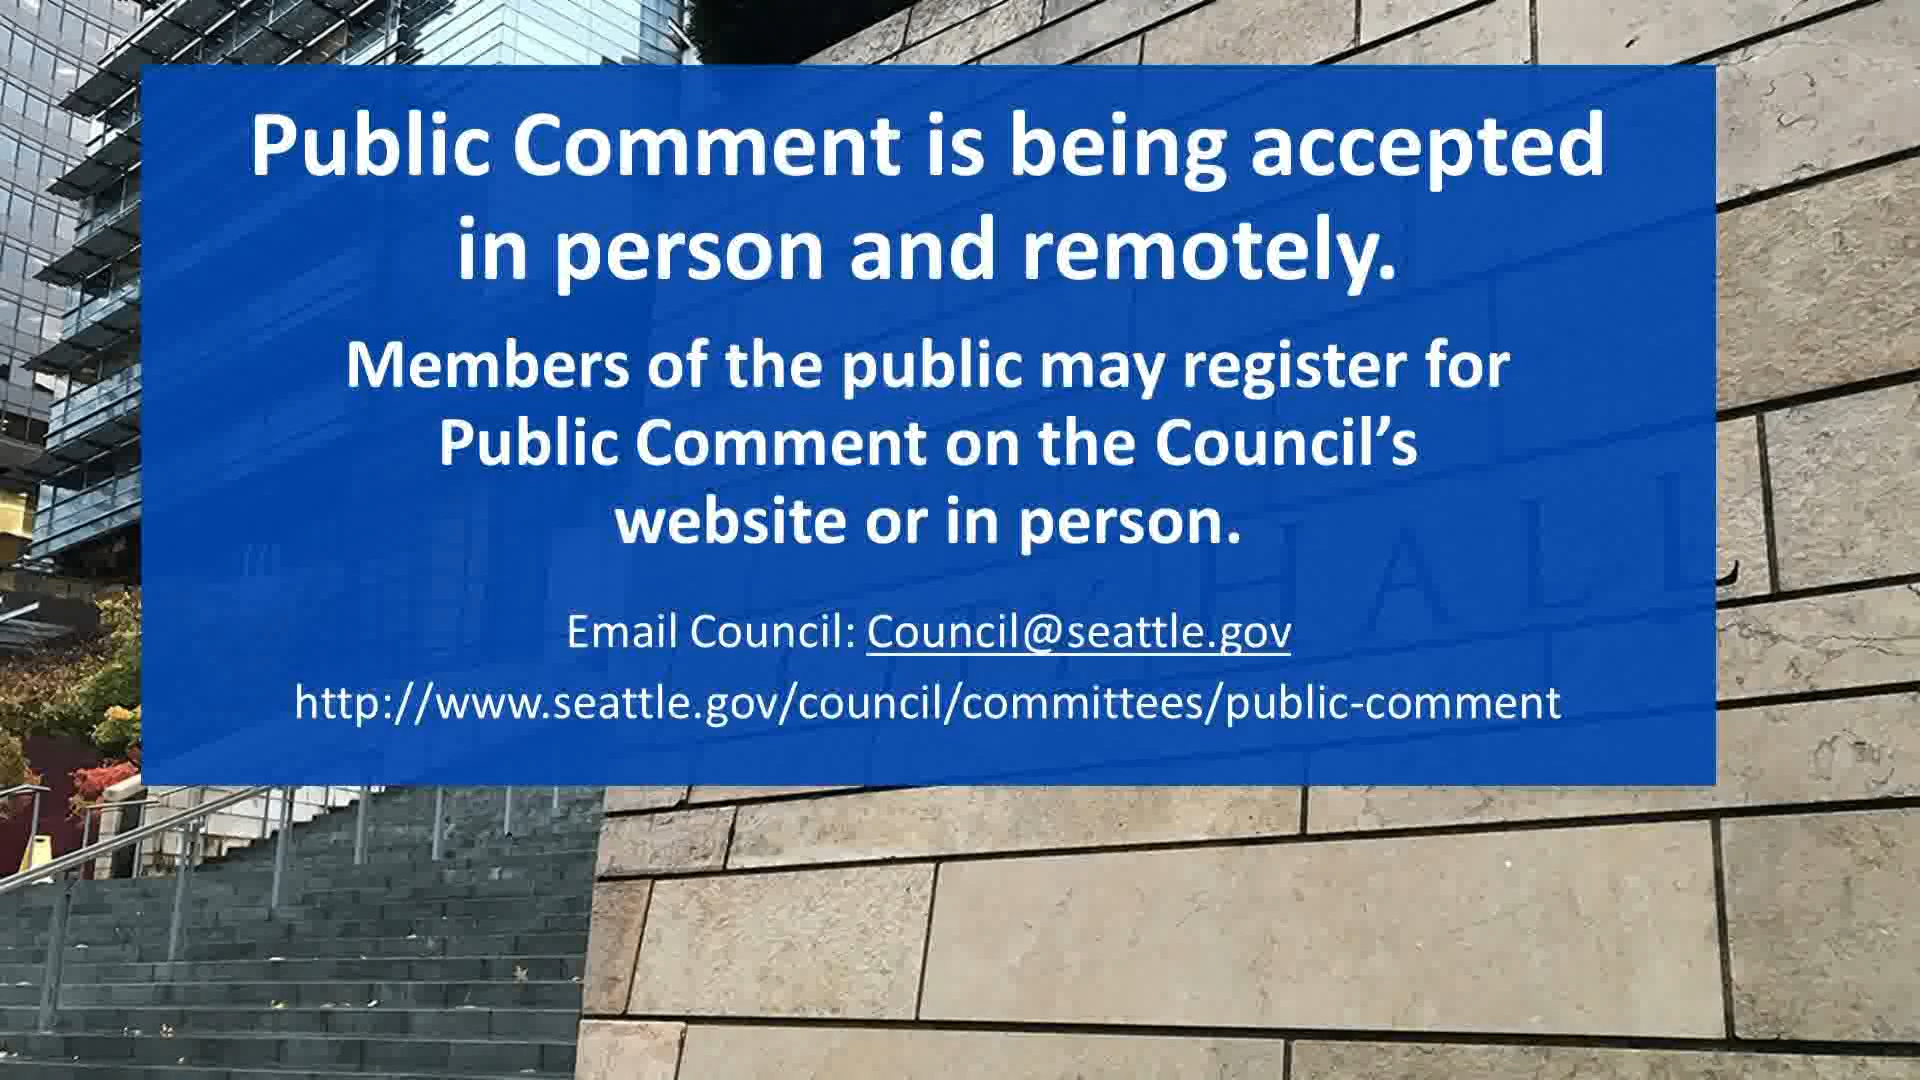 Public Comment is being accepted
in person and remotely.
Members of the public may register for
Public Comment on the Council’s
website or in person.
HALL
Email Council: Council@seattle.gov
http://www.seattle.gov/council/committees/public-comment